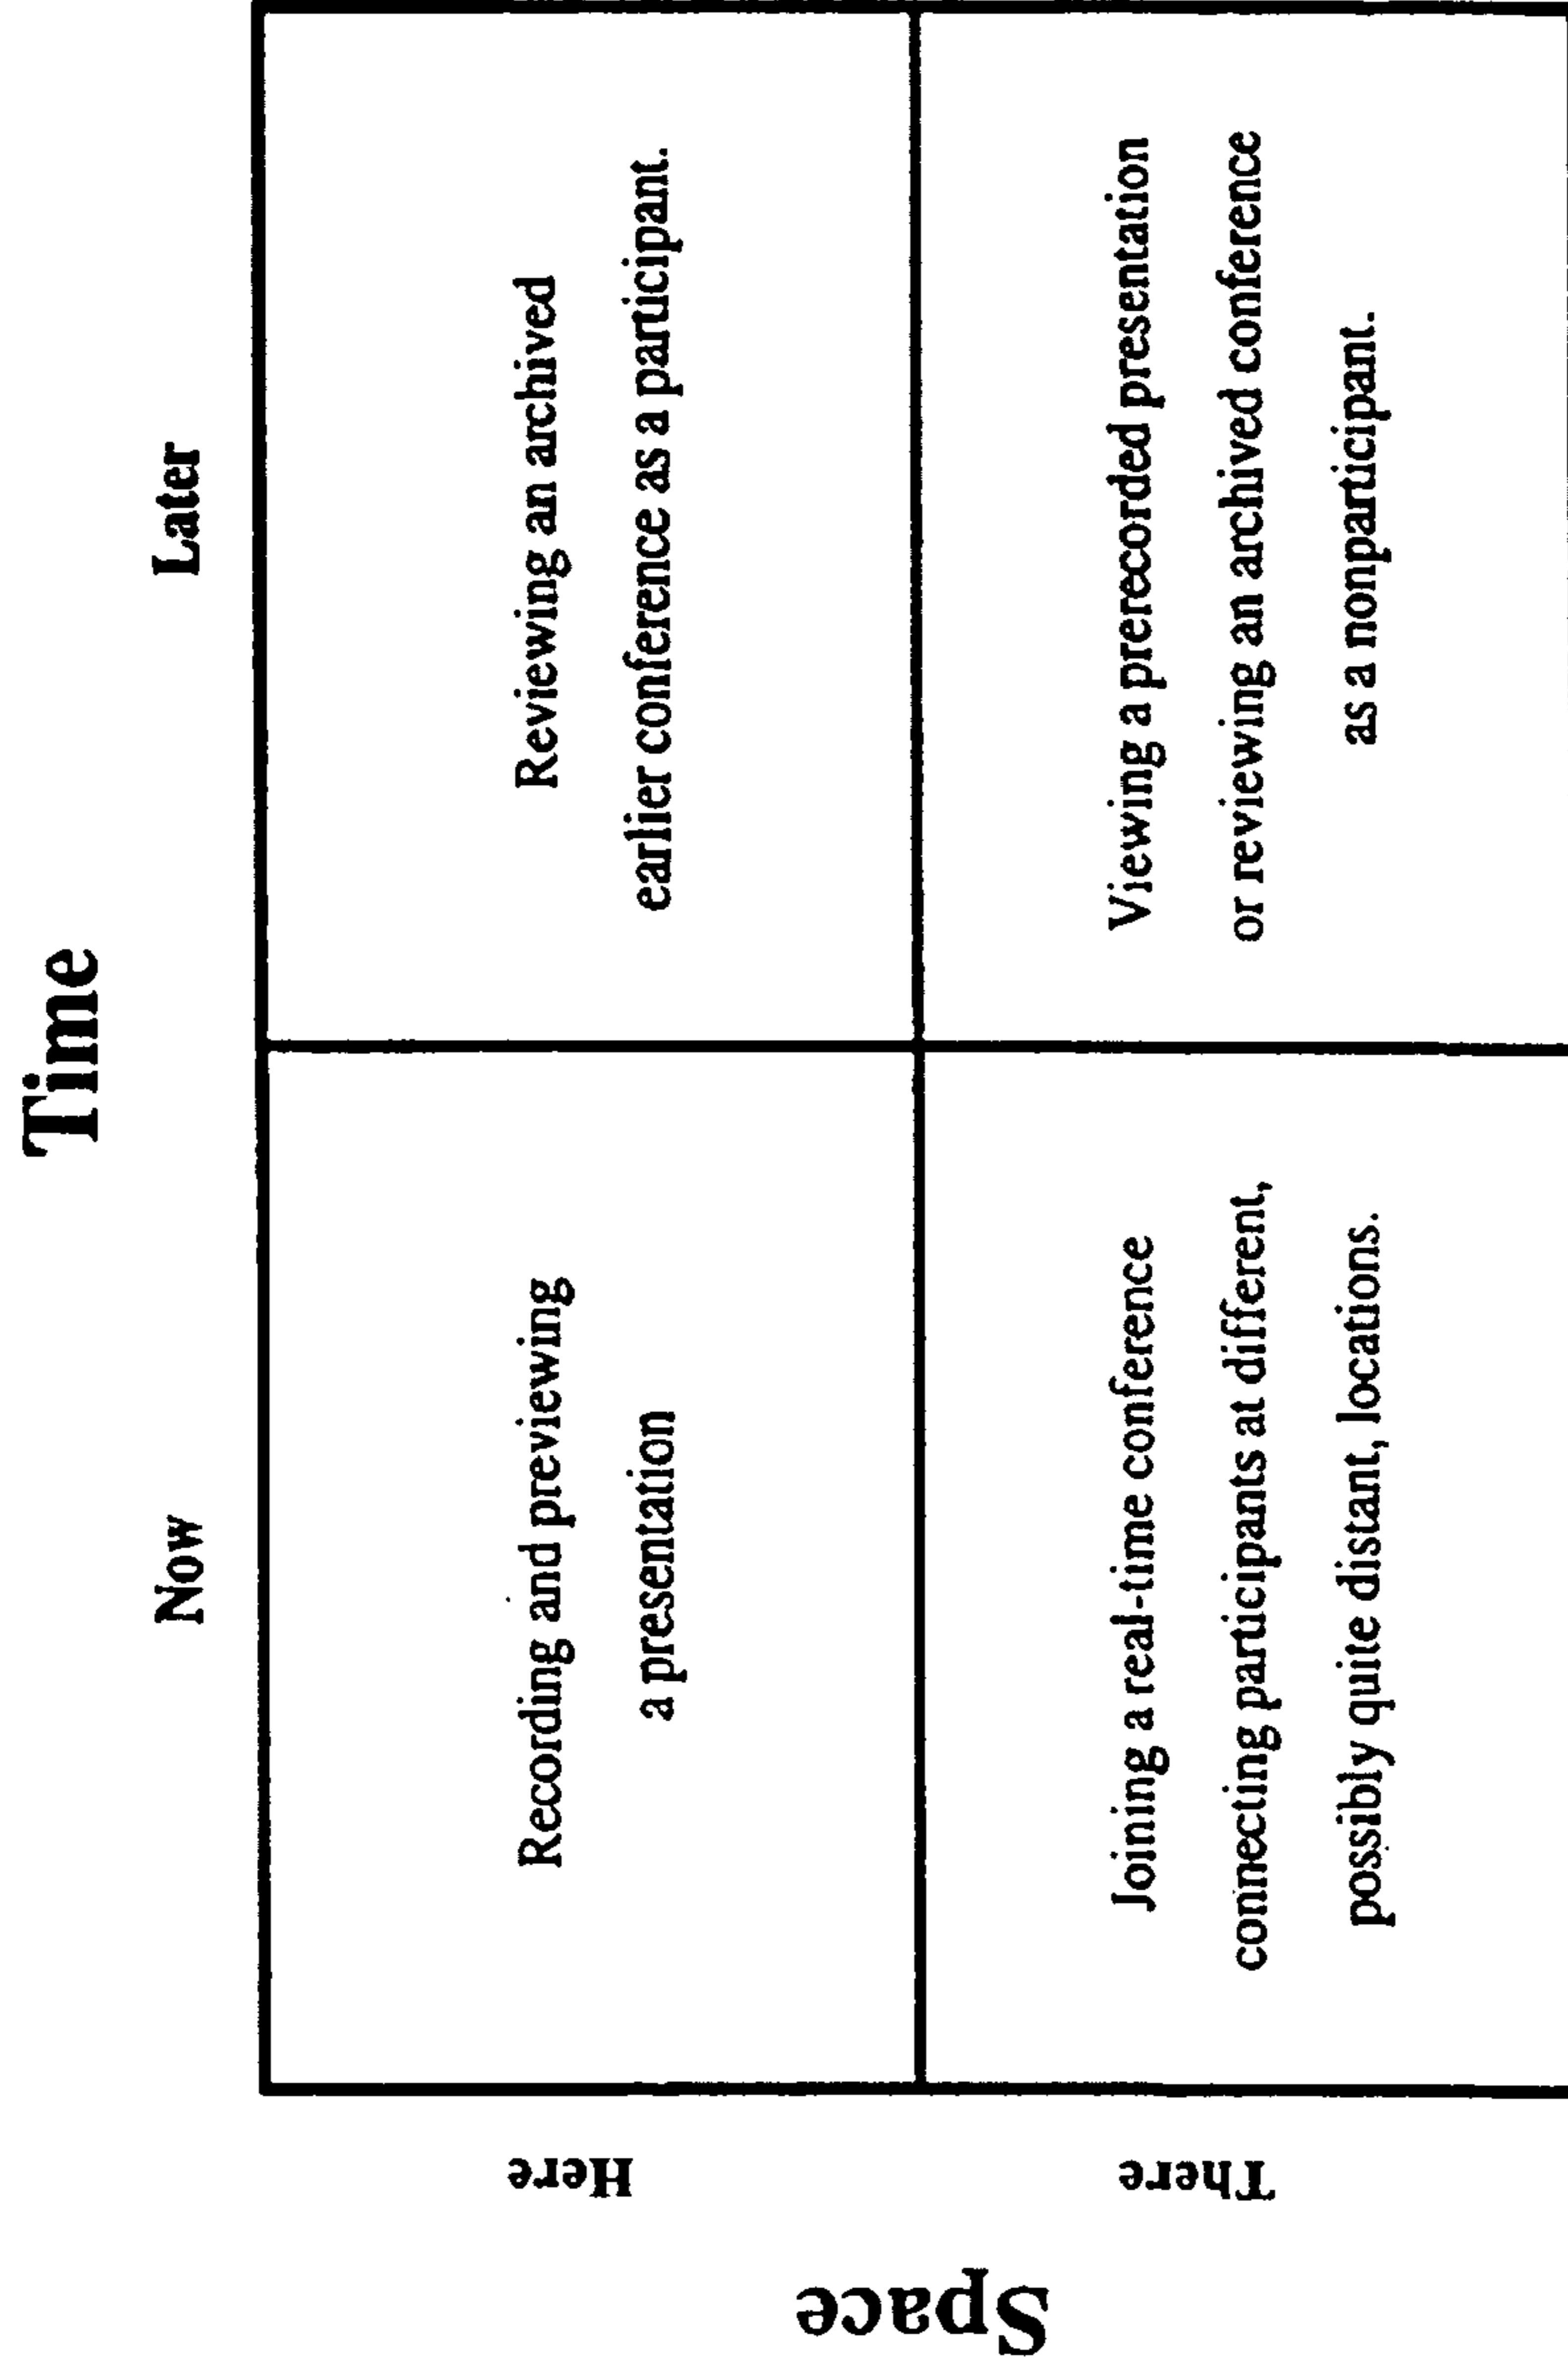 Time
Now
Later
Space
Here
Recording and previewing
a presentation
Reviewing an archived
earlier conference as a participant.
There
Joining a real-time conference
connecting participants at different,
possibly quite distant, locations.
Viewing a prerecorded presentation
or reviewing an archived conference
as a nonparticipant.